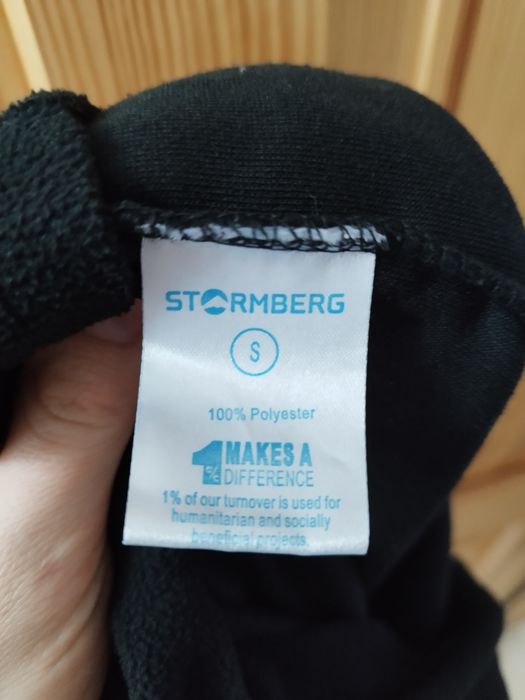 STORMBERG
S
100% Polyester
1% MAKES A
DIFFERENCE
1% of our turnover is used for
humanitarian and socially
beneficial projects.